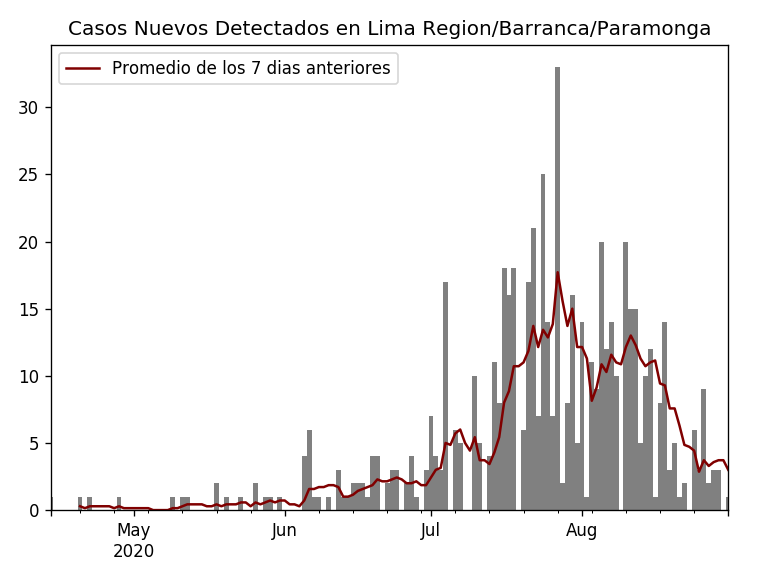 Casos Nuevos Detectados en Lima Region/Barranca/Paramonga
Promedio de los 7 dias anteriores
30
25
20
15
10
5
0
May
2020
Jun
Jul
Aug